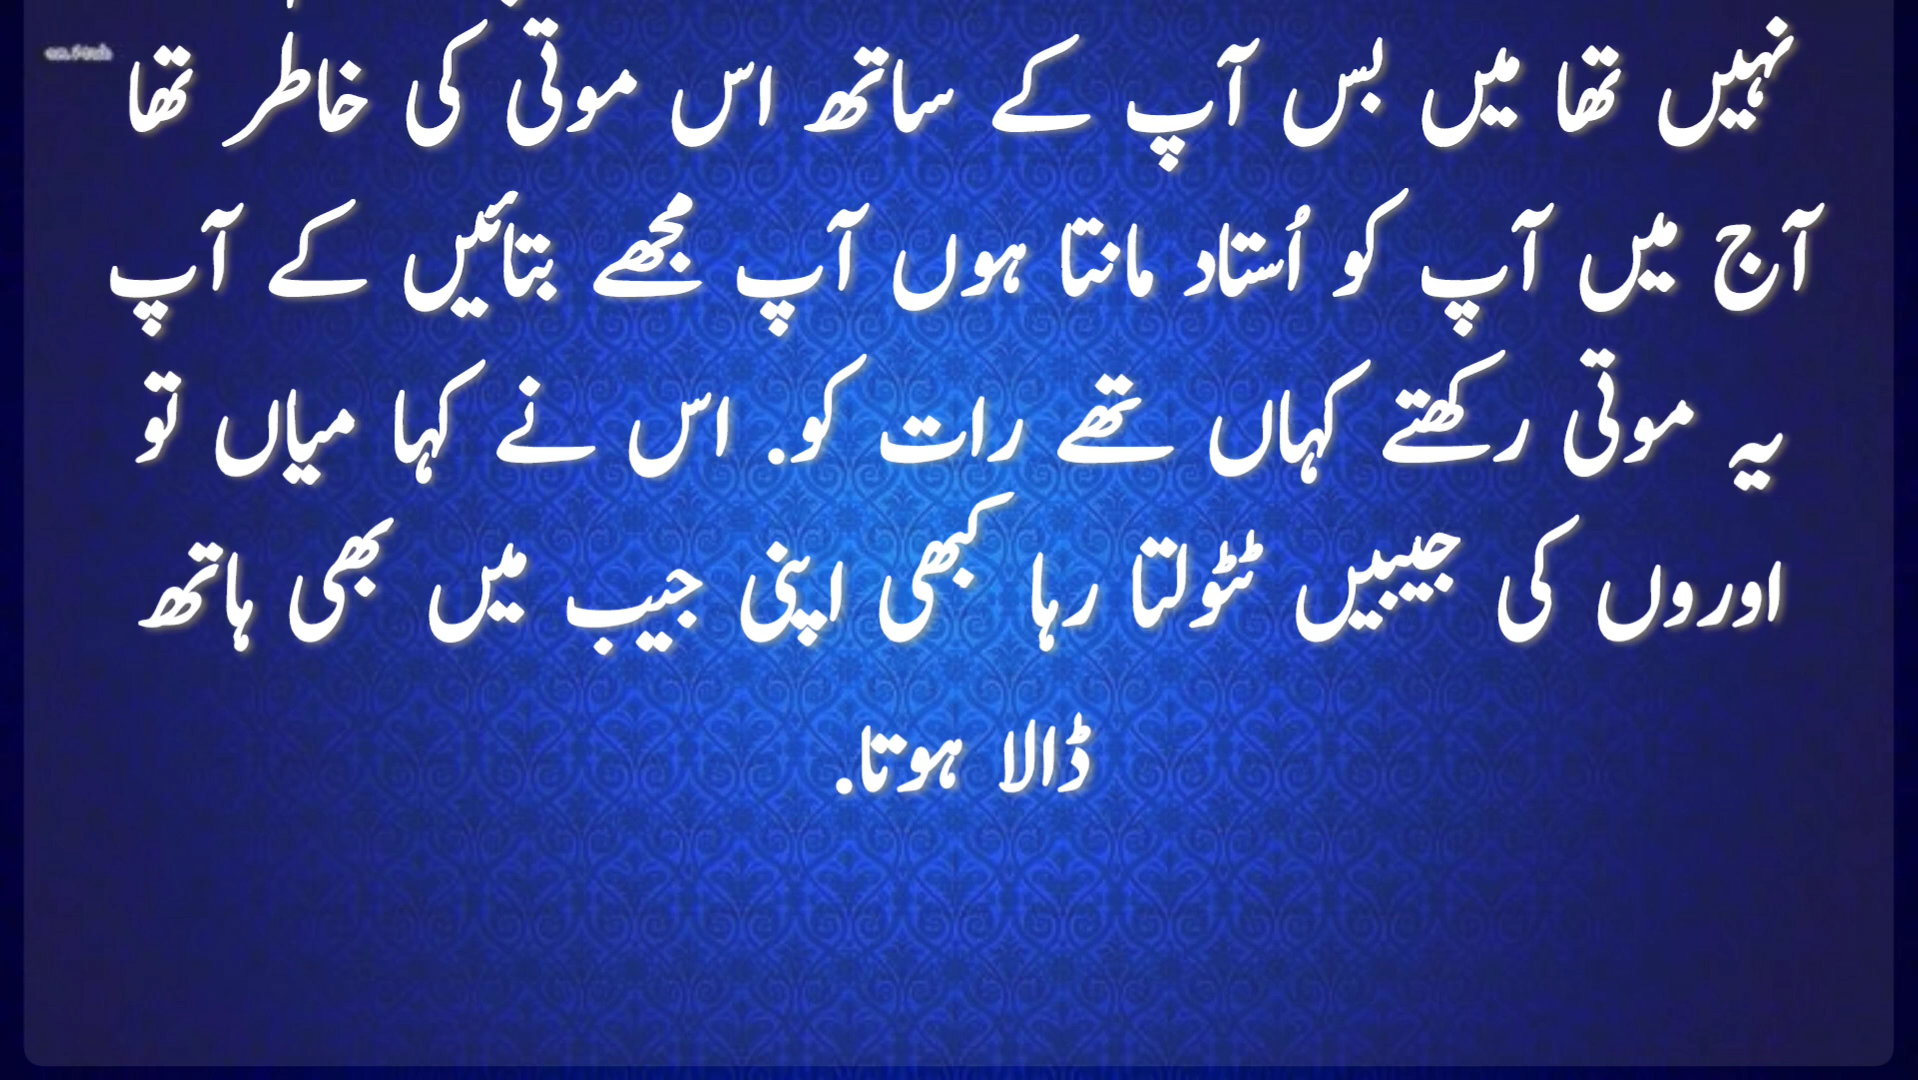 نہیں تھا میں بس آپ کے ساتھ اس موتی کی خاطر تھا
آج میں آپ کو اُستاد مانتا ہوں آپ مجھے بتائیں کے آپ
یہ موتی رکھتے کہاں تھے رات کو. اس نے کہا میاں تو
اوروں کی جیبیں ٹٹولتا رہا کبھی اپنی جیب میں بھی ہاتھ
ڈالا ہوتا.